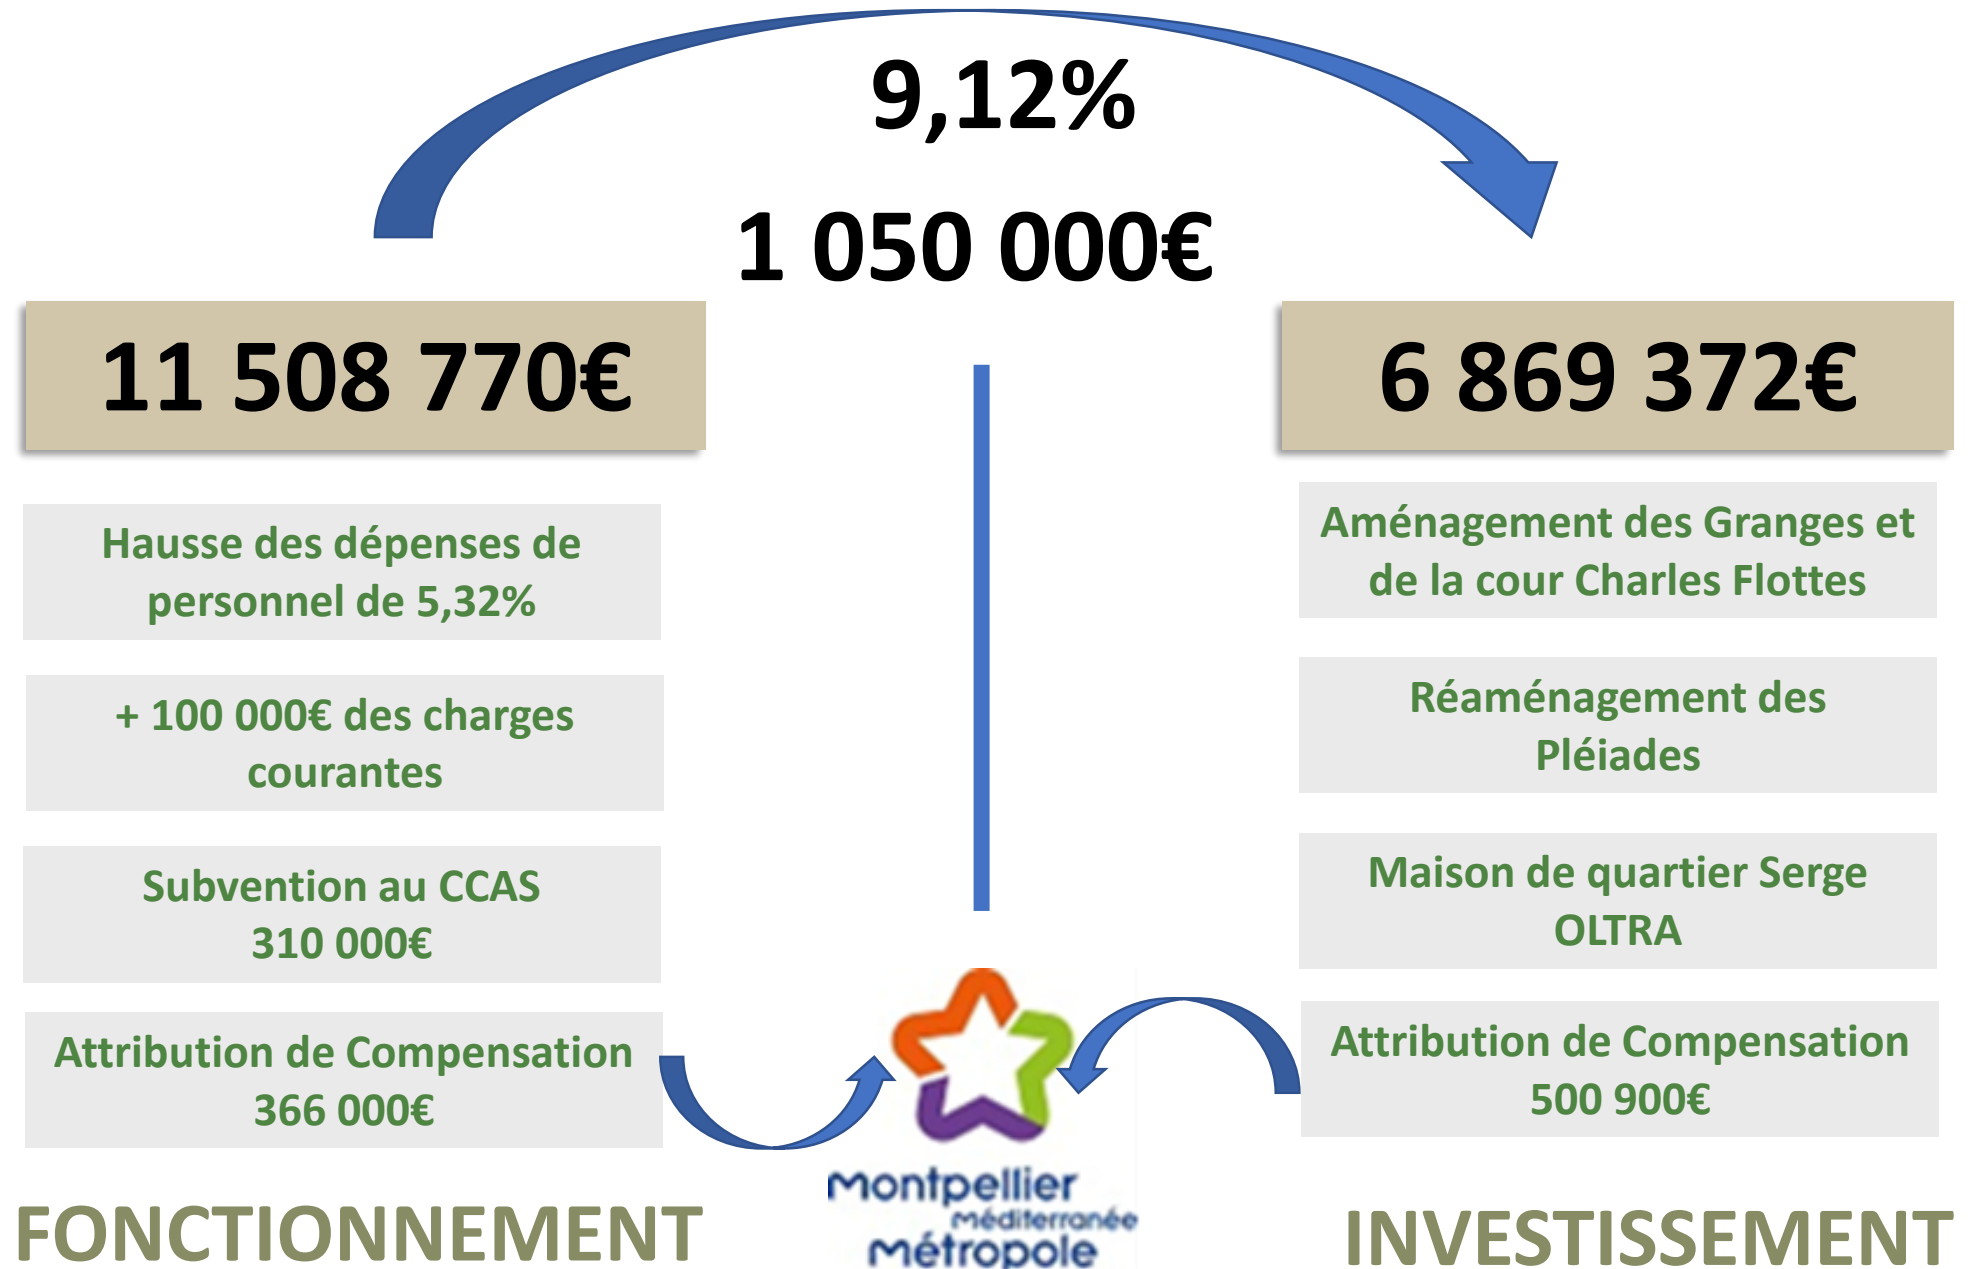 9,12%
1 050 000€
11 508 770€
Hausse des dépenses de
personnel de 5,32%
+ 100 000€ des charges
courantes
Subvention au CCAS
310 000€
Attribution de Compensation
366 000€
FONCTIONNEMENT
montpellier
méditerranée
métropole
6 869 372€
Aménagement des Granges et
de la cour Charles Flottes
Réaménagement des
Pléiades
Maison de quartier Serge
OLTRA
Attribution de Compensation
500 900€
INVESTISSEMENT